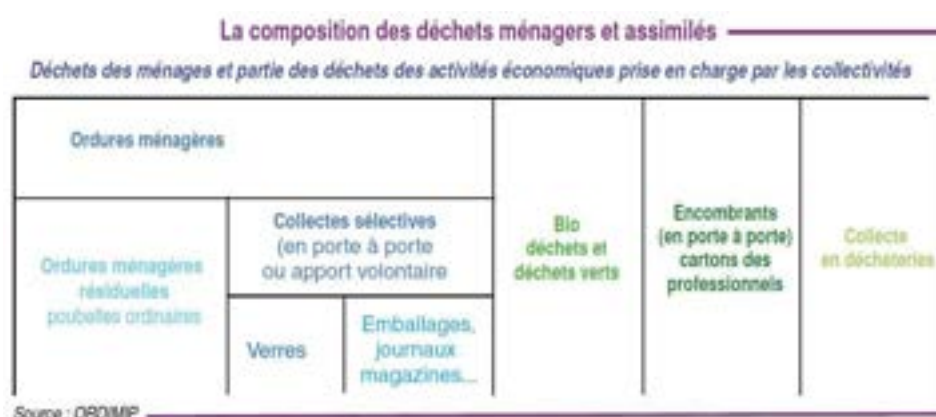 La composition des déchets ménagers et assimilés
Déchets des ménages et partie des déchets des activités économiques prise en charge par les collectivités
Ordures ménagères
Ordures ménagères
résiduelles
poubelles ordinaires
Collectes sélectives
(en porte à porte
ou apport volontaire
Verres
Emballages,
journaux
magazines...
Bio
déchets et
déchets verts
Encombrants
(en porte à porte)
cartons des
professionnels
Collecte
en décheteries
Source : ORDIMIP